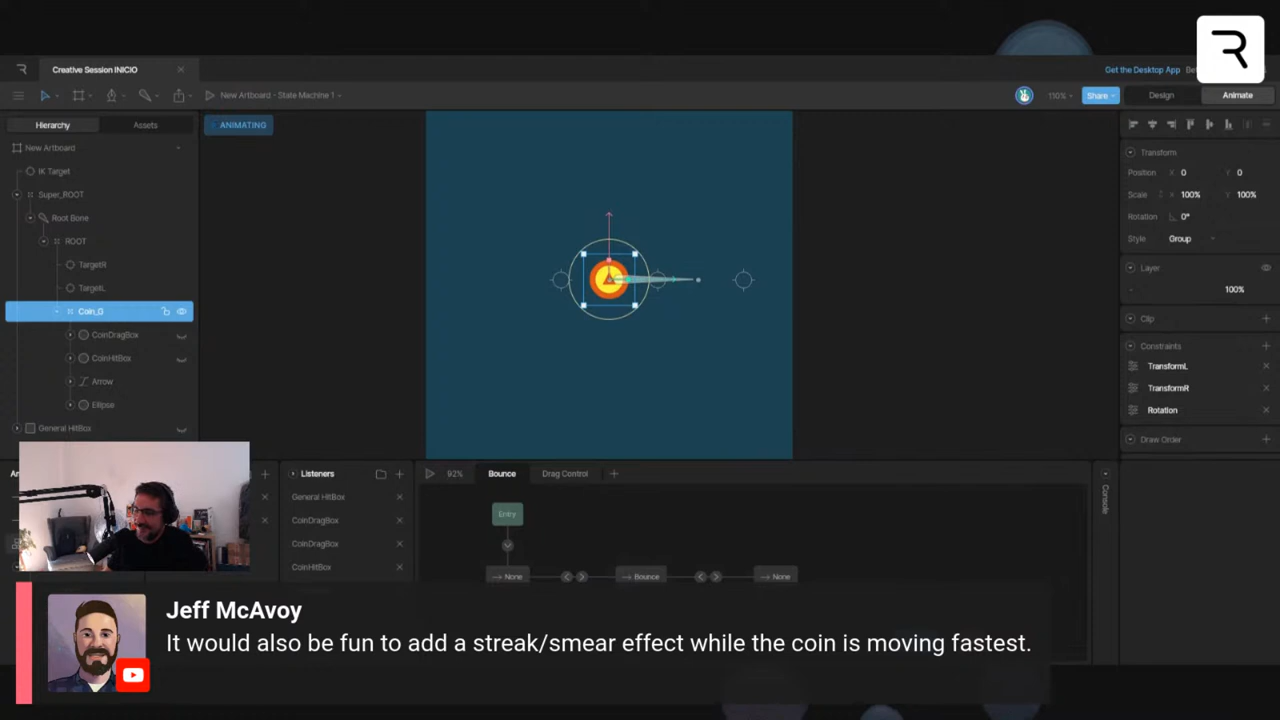 Creative Session INICIO
Get the Desktop App
New Artboard - State Machine 1
110%
Share
Design
Animate
Hierarchy
Assets
ANIMATING
New Artboard
IK Target
Super_ROOT
Root Bone
ROOT
TargetR
TargetL
Coin_G
CoinDragBox
CoinHitBox
Arrow
Ellipse
General HitBox
Transform
Position X 0 Y 0
Scale X 100% Y 100%
Rotation 0°
Style Group
Layer
100%
Clip
Constraints
TransformL
TransformR
Rotation
Draw Order
Listeners
General HitBox
CoinDragBox
CoinDragBox
CoinHitBox
92%
Bounce
Drag Control
Entry
None
Bounce
None
Console
Jeff McAvoy
It would also be fun to add a streak/smear effect while the coin is moving fastest.